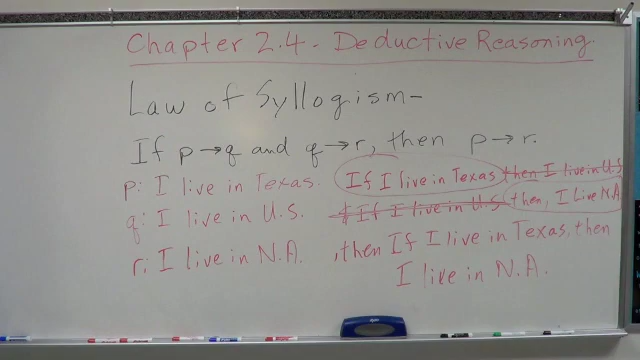 Chapter 2.4 - Deductive Reasoning
Law of Syllogism-
If p→q and q→r, then p→r.
p: I live in Texas. If I live in Texas then I live in U.S
q: I live in U.S. If I live in U.S then, I live N.A
r: I live in N.A. , then If I live in Texas, then
I live in N.A.